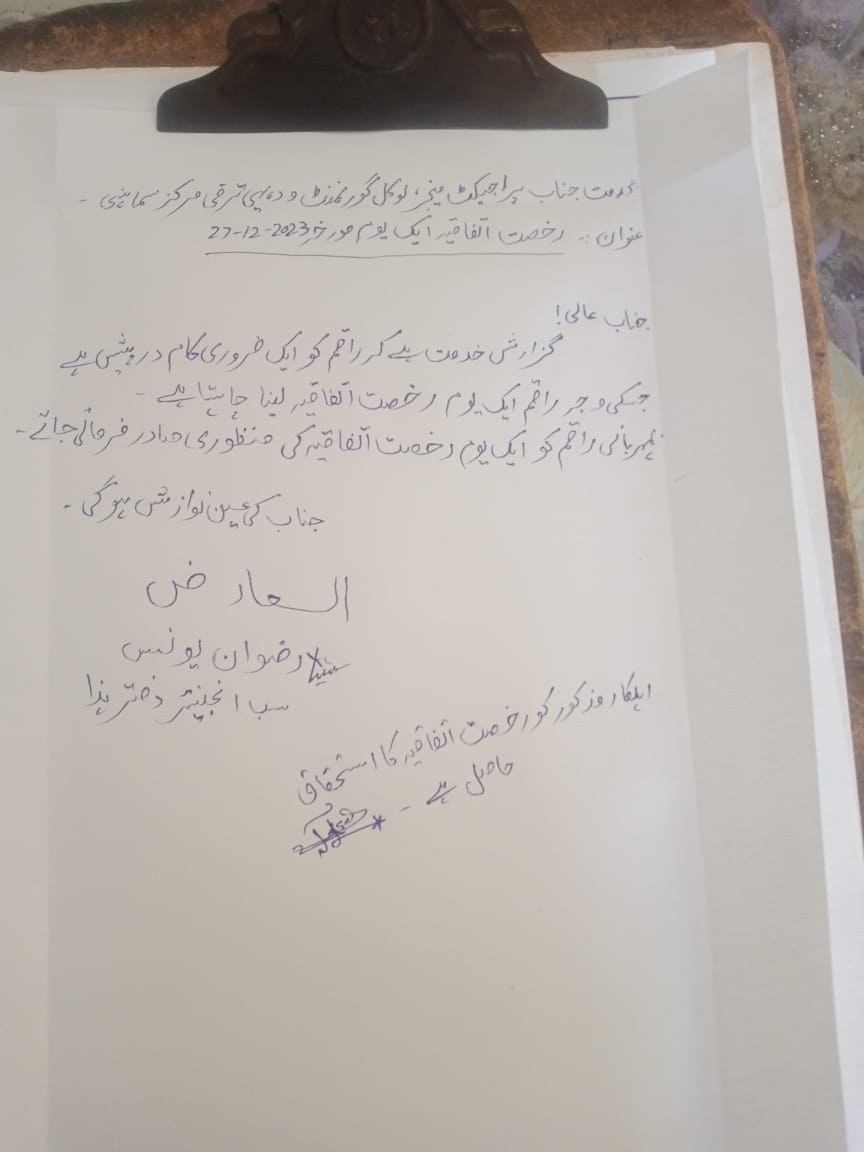 بخدمت جناب پراجیکٹ منیجر، لوکل گورنمنٹ و دہی ترقی مرکز سماہنی ۔
عنوان :۔ رخصت اتفاقیہ ایک یوم مورخہ 27-12-2023
جناب عالی!
گزارش خدمت ہے کہ راقم کو ایک ضروری کام درپیش ہے
جسکی وجہ راقم ایک یوم رخصت اتفاقیہ لینا چاہتا ہے ۔
بمہربانی راقم کو ایک یوم رخصت اتفاقیہ کی منظوری صادر فرمائی جائے ۔
جناب کی عین نوازش ہوگی ۔
العارض
رضوان یونس
سب انجینئر دفتر ہذا
اہلکار مذکور کو رخصت اتفاقیہ کا استحقاق
حاصل ہے ۔